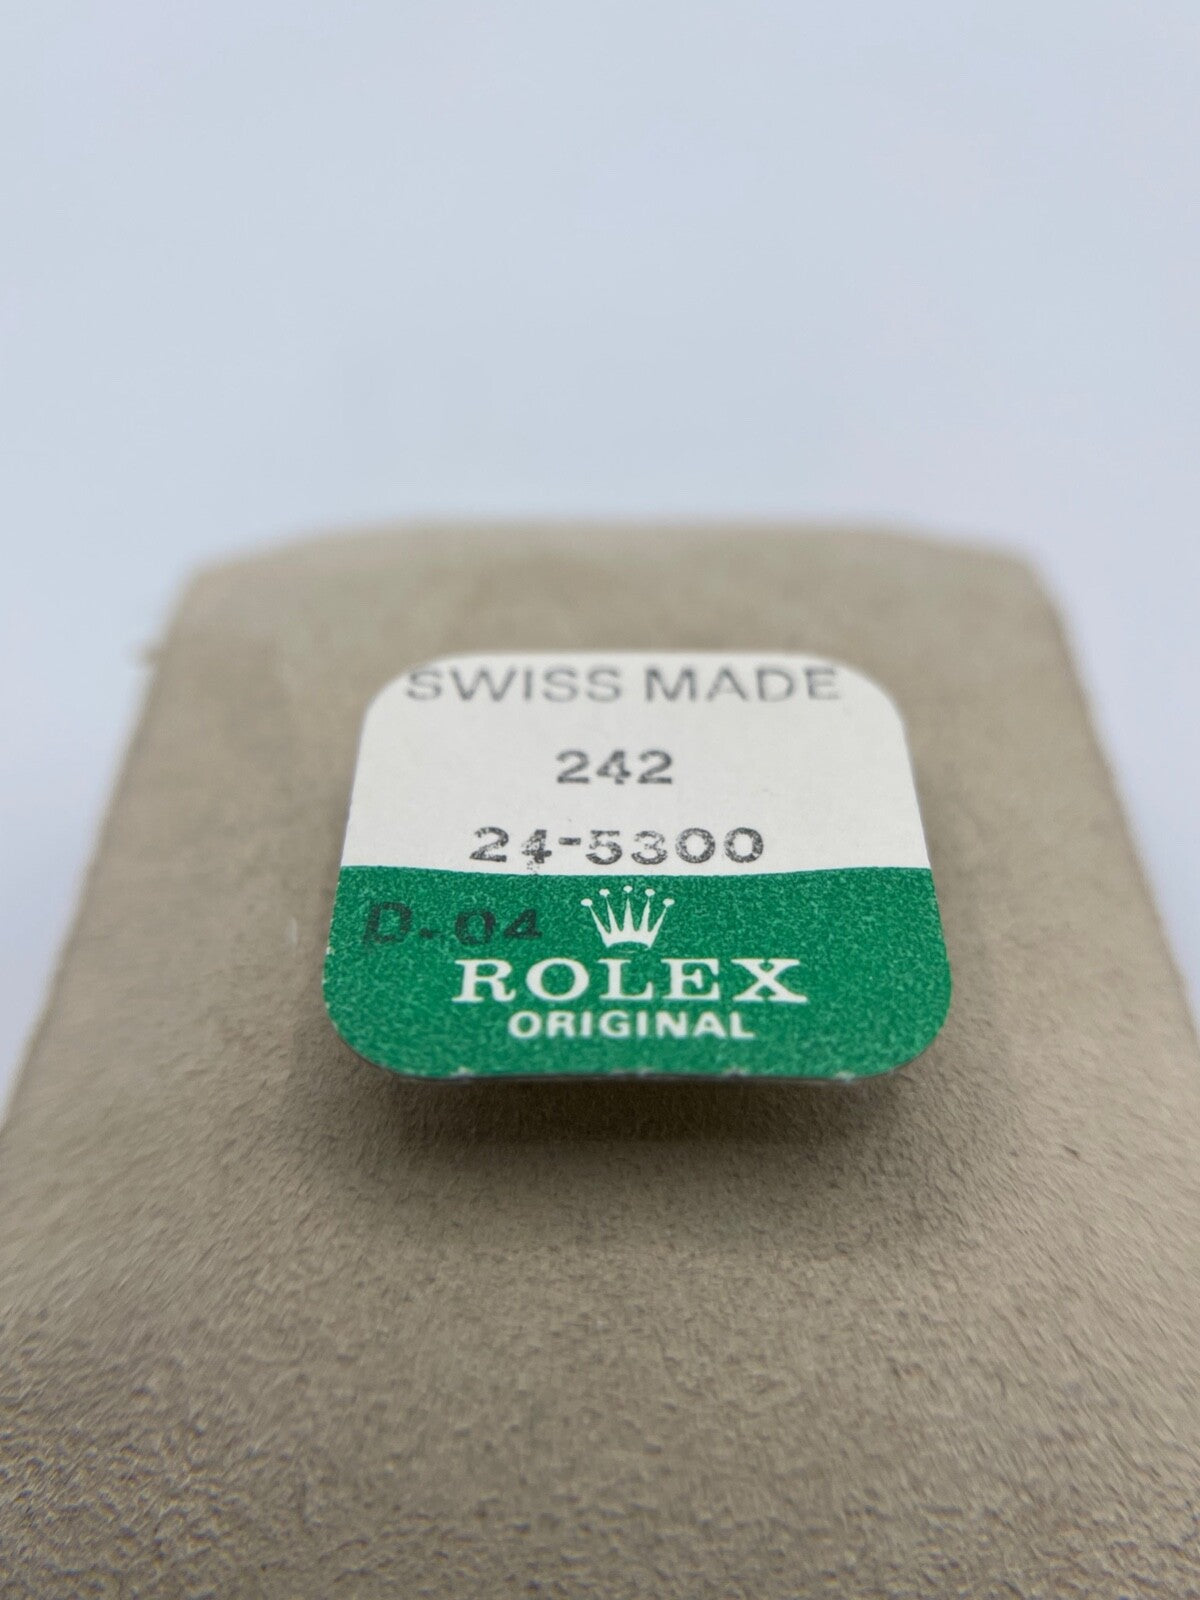 SWISS MADE
242
24-5300
D-04
ROLEX
ORIGINAL